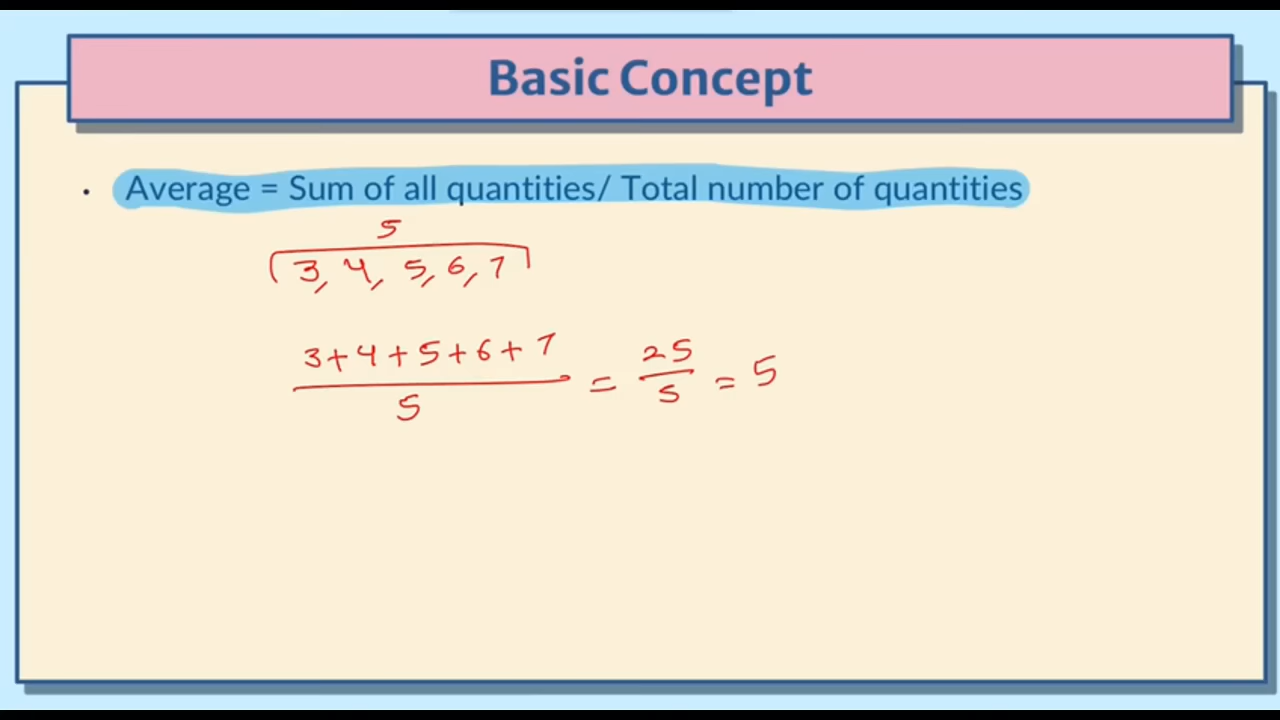 Basic Concept
· Average = Sum of all quantities/ Total number of quantities
5
3, 4, 5, 6, 7
3+4+5+6+7
5
= 25/5 = 5